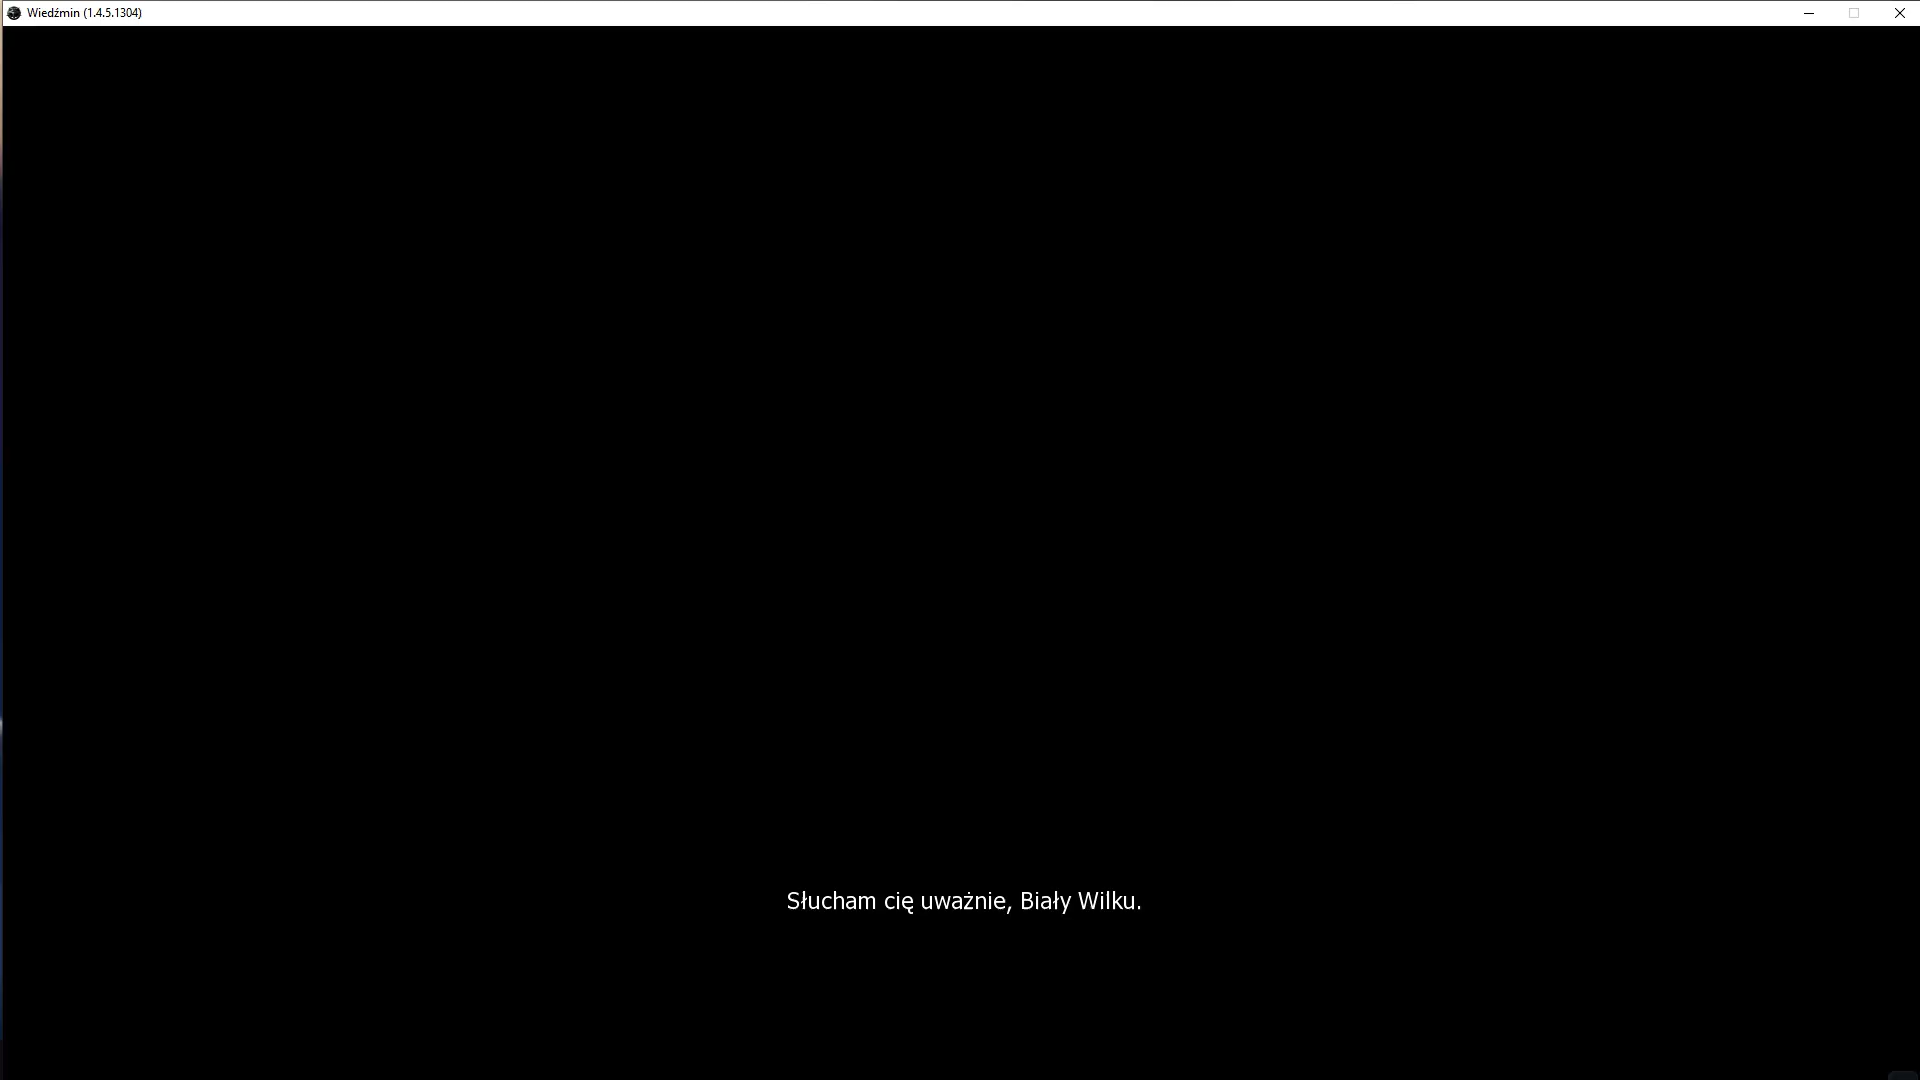 Wiedźmin (1.4.5.1304)
Słucham cię uważnie, Biały Wilku.